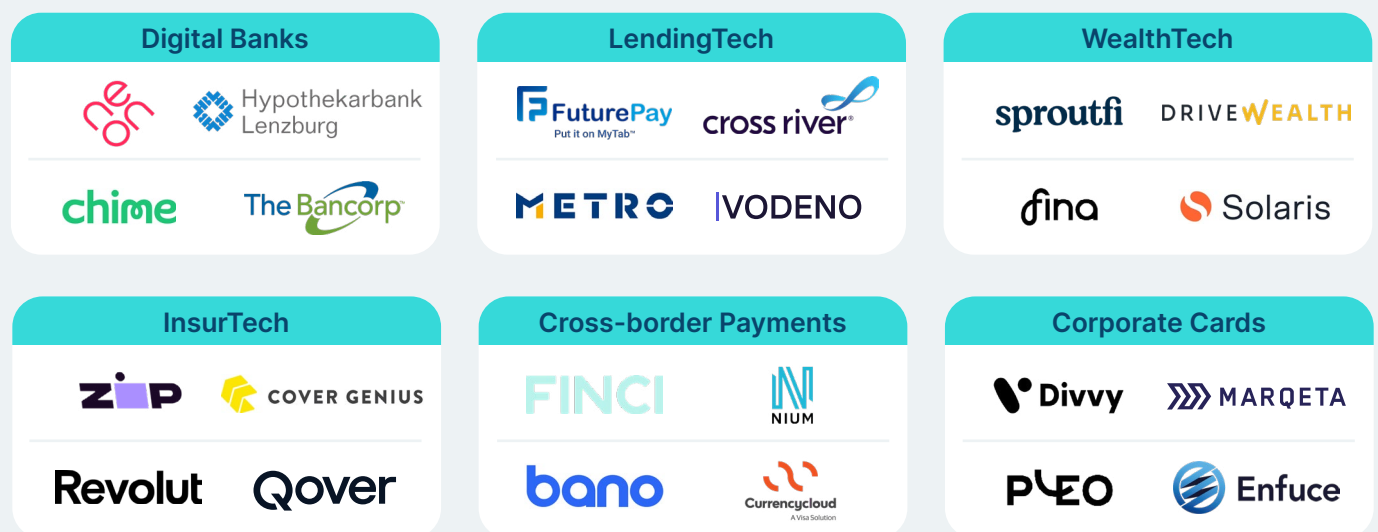 Digital Banks
neon
Hypothekarbank
Lenzburg
chime
The Bancorp™
LendingTech
FuturePay
Put it on MyTab™
cross river®
METRO
VODENO
WealthTech
sproutfi
DRIVEWEALTH
fina
Solaris
InsurTech
ZIP
COVER GENIUS
Revolut
Qover
Cross-border Payments
FINCI
NIUM
bano
Currencycloud
A Visa Solution
Corporate Cards
Divvy
MARQETA
PLEO
Enfuce